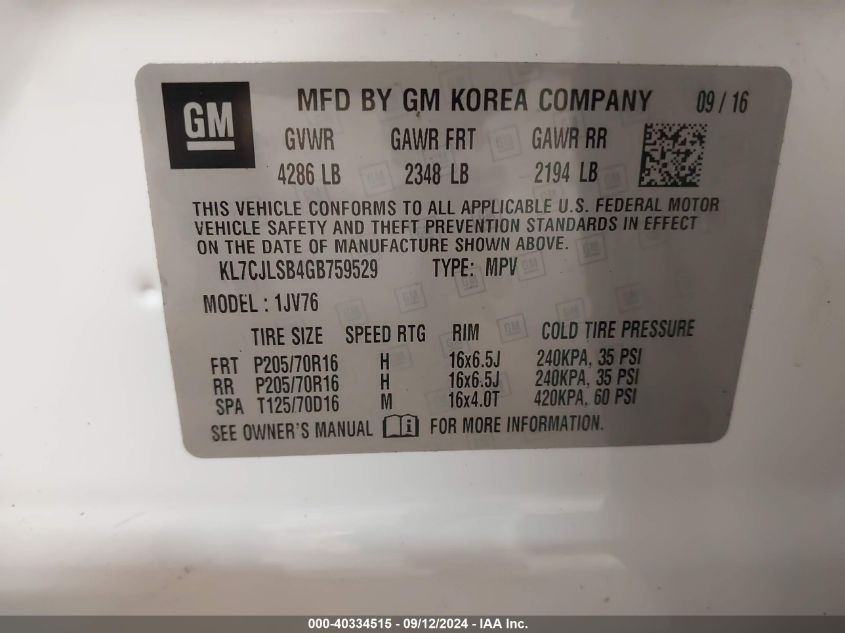 GM
MFD BY GM KOREA COMPANY 09 / 16
GVWR GAWR FRT GAWR RR
4286 LB 2348 LB 2194 LB
THIS VEHICLE CONFORMS TO ALL APPLICABLE U.S. FEDERAL MOTOR
VEHICLE SAFETY AND THEFT PREVENTION STANDARDS IN EFFECT
ON THE DATE OF MANUFACTURE SHOWN ABOVE.
KL7CJLSB4GB759529 TYPE: MPV
MODEL : 1JV76
TIRE SIZE SPEED RTG RIM COLD TIRE PRESSURE
FRT P205/70R16 H 16x6.5J 240KPA, 35 PSI
RR P205/70R16 H 16x6.5J 240KPA, 35 PSI
SPA T125/70D16 M 16x4.0T 420KPA, 60 PSI
SEE OWNER'S MANUAL FOR MORE INFORMATION.
000-40334515 - 09/12/2024 - IAA Inc.